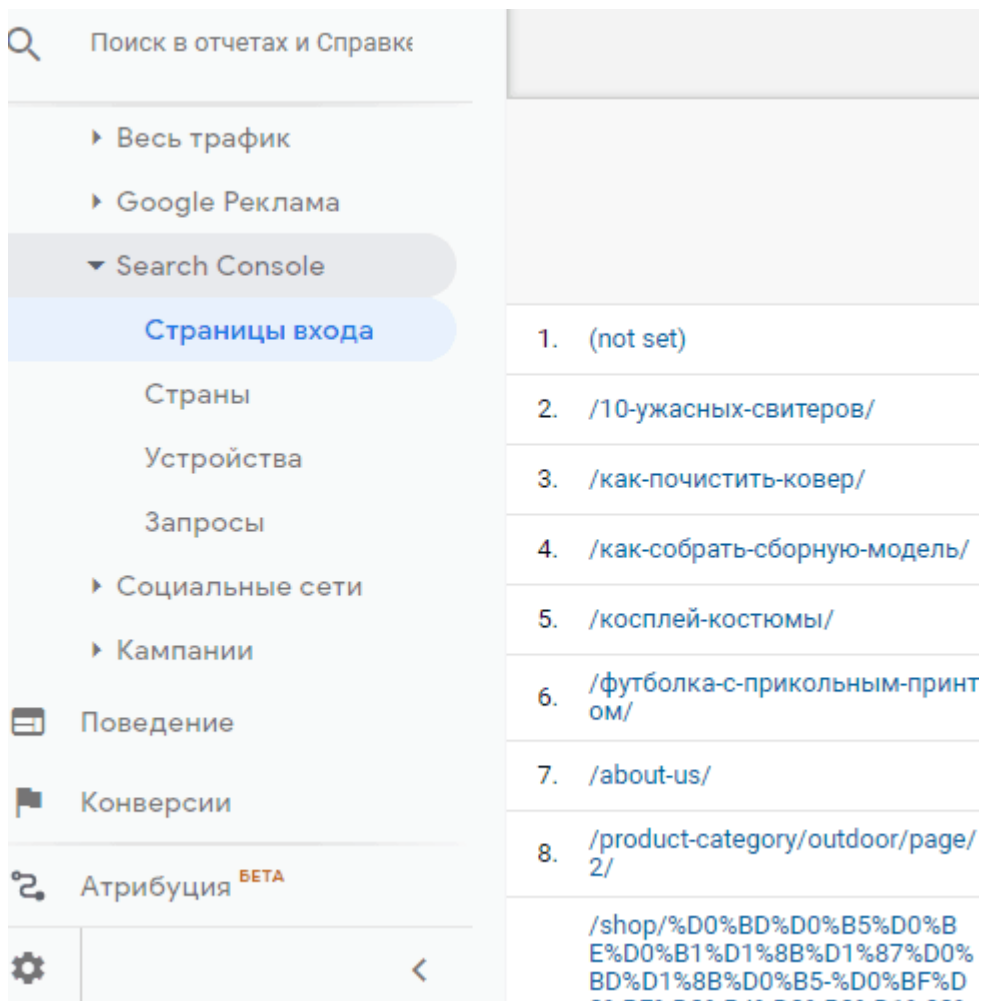 Поиск в отчетах и Справке
Весь трафик
Google Реклама
Search Console
Страницы входа
Страны
Устройства
Запросы
Социальные сети
Кампании
Поведение
Конверсии
Атрибуция БЕТА
1. (not set)
2. /10-ужасных-свитеров/
3. /как-почистить-ковер/
4. /как-собрать-сборную-модель/
5. /косплей-костюмы/
6. /футболка-с-прикольным-принт
ом/
7. /about-us/
8. /product-category/outdoor/page/
2/
/shop/%D0%BD%D0%B5%D0%B
E%D0%B1%D1%8B%D1%87%D0%
BD%D1%8B%D0%B5-%D0%BF%D